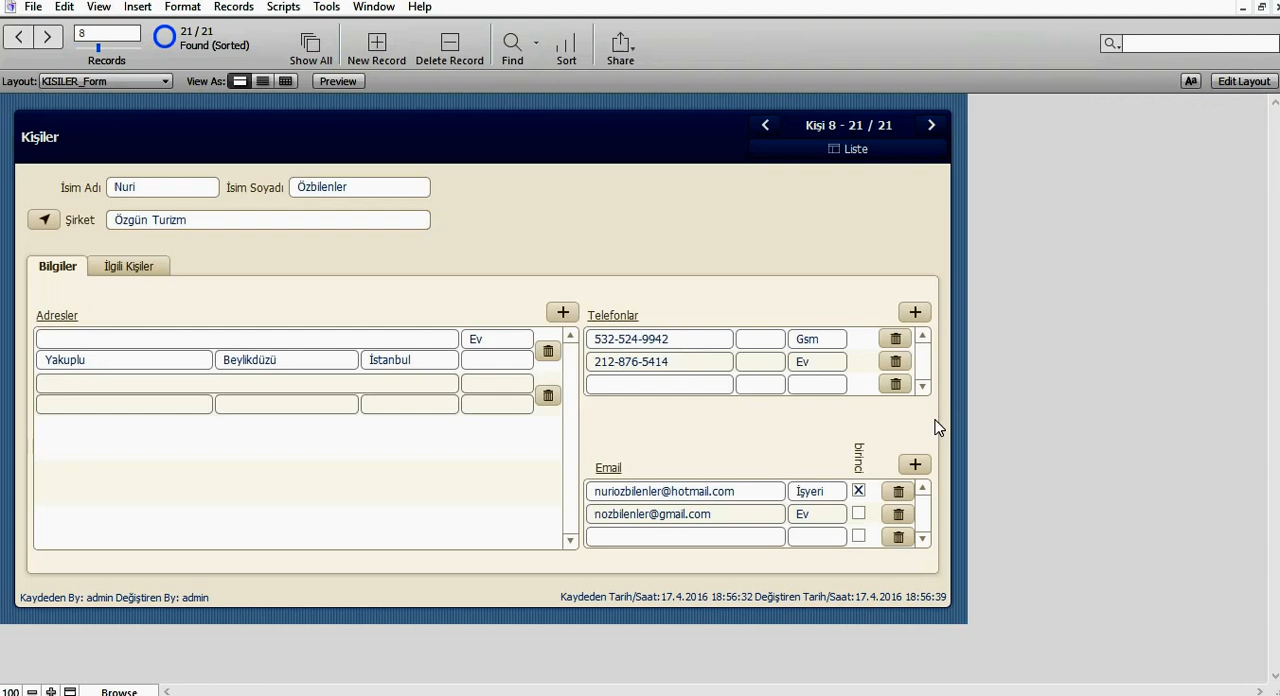 File Edit View Insert Format Records Scripts Tools Window Help
8
21 / 21
Found (Sorted)
Records
Show All
New Record
Delete Record
Find
Sort
Share
Layout: KISILER_Form
View As:
Preview
Aa
Edit Layout
Kişiler
Kişi 8 - 21 / 21
Liste
İsim Adı Nuri İsim Soyadı Özbilenler
Şirket Özgün Turizm
Bilgiler İlgili Kişiler
Adresler
Ev
Yakuplu Beylikdüzü İstanbul
Telefonlar
532-524-9942 Gsm
212-876-5414 Ev
birinci
Email
nuriozbilenler@hotmail.com İşyeri
nozbilenler@gmail.com Ev
Kaydeden By: admin Değiştiren By: admin
Kaydeden Tarih/Saat:17.4.2016 18:56:32 Değiştiren Tarih/Saat:17.4.2016 18:56:39
100 Browse